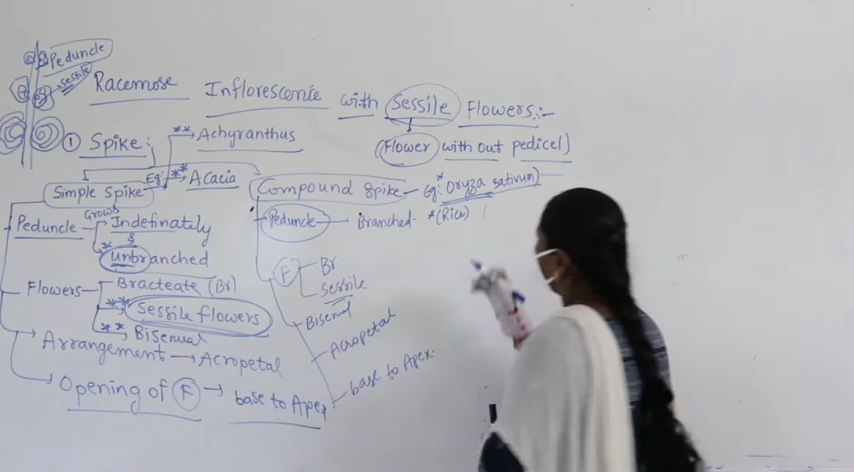 Peduncle
sessile
Racemose Inflorescence with Sessile Flowers:-
(Flower with out pedicel)
① Spike:
** Achyranthus
Eg: ** Acacia
Simple Spike
Compound Spike - Eg: * Oryza sativum)
*(Rice)
Peduncle - Grows Indefinately
&
* unbranched
Peduncle - Branched.
Flowers - Bracteate (Br)
** Sessile flowers
** Bisexual
F - Br
Sessile
Bisexual
Acropetal
base to Apex.
Arrangement → Acropetal
Opening of F → base to Apex